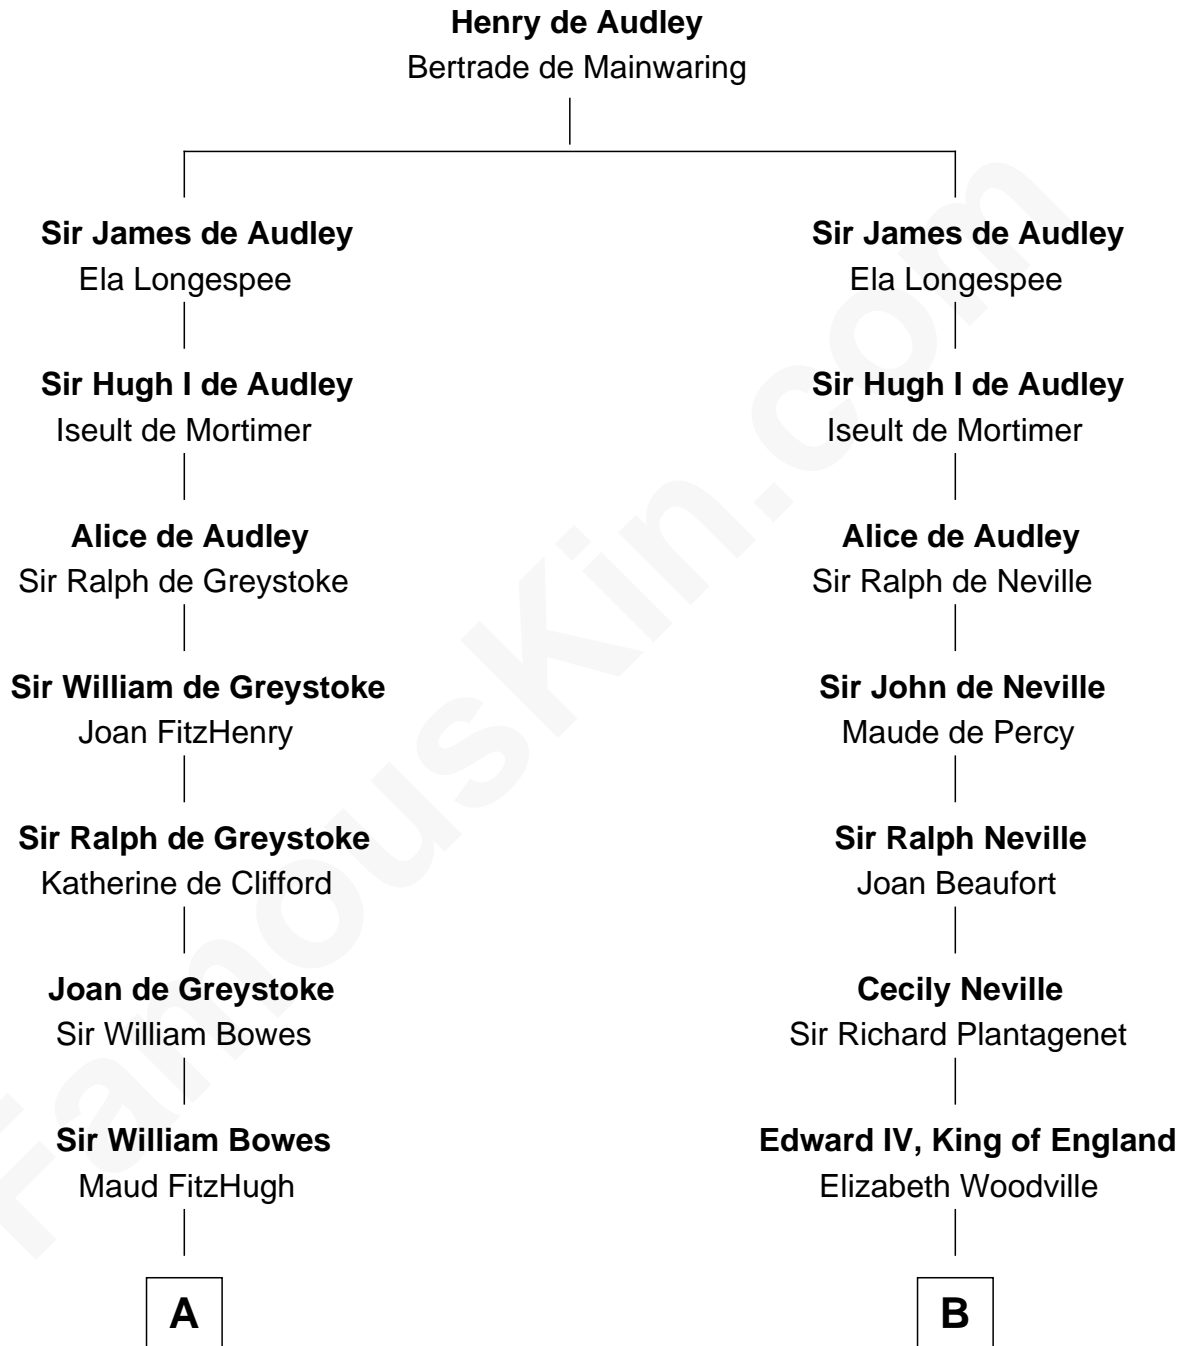 Henry de Audley
Bertrade de Mainwaring
Sir James de Audley
Ela Longespee
Sir Hugh I de Audley
Iseult de Mortimer
Alice de Audley
Sir Ralph de Greystoke
Sir William de Greystoke
Joan FitzHenry
Sir Ralph de Greystoke
Katherine de Clifford
Joan de Greystoke
Sir William Bowes
Sir William Bowes
Maud FitzHugh
A
Sir James de Audley
Ela Longespee
Sir Hugh I de Audley
Iseult de Mortimer
Alice de Audley
Sir Ralph de Neville
Sir John de Neville
Maude de Percy
Sir Ralph Neville
Joan Beaufort
Cecily Neville
Sir Richard Plantagenet
Edward IV, King of England
Elizabeth Woodville
B
FamousKin.com